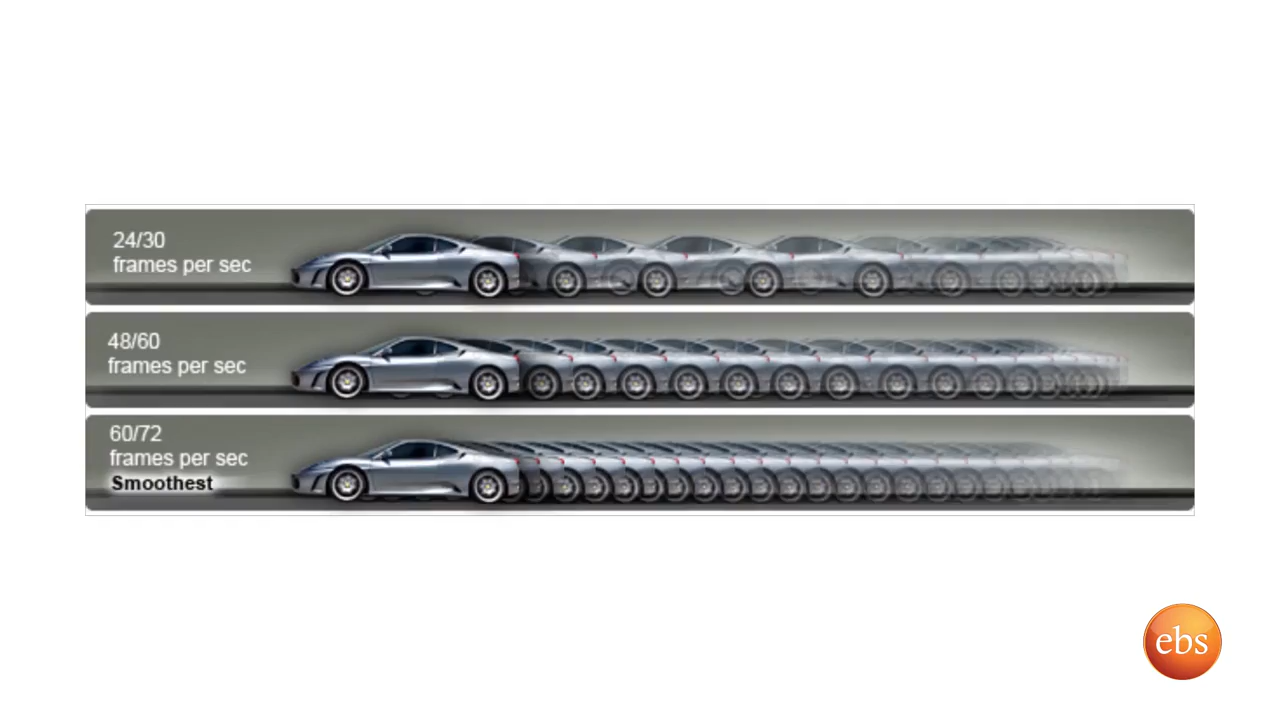 24/30
frames per sec
48/60
frames per sec
60/72
frames per sec
Smoothest
ebs